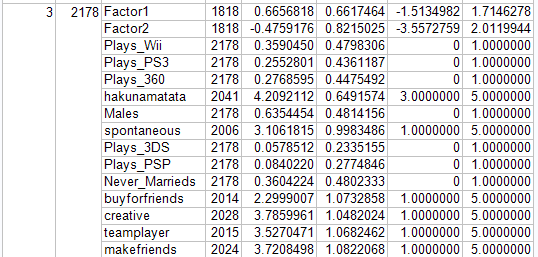 3 2178 Factor1 1818 0.6656818 0.6617464 -1.5134982 1.7146278
Factor2 1818 -0.4759176 0.8215025 -3.5572759 2.0119944
Plays_Wii 2178 0.3590450 0.4798306 0 1.0000000
Plays_PS3 2178 0.2552801 0.4361187 0 1.0000000
Plays_360 2178 0.2768595 0.4475492 0 1.0000000
hakunamatata 2041 4.2092112 0.6491574 3.0000000 5.0000000
Males 2178 0.6354454 0.4814156 0 1.0000000
spontaneous 2006 3.1061815 0.9983486 1.0000000 5.0000000
Plays_3DS 2178 0.0578512 0.2335155 0 1.0000000
Plays_PSP 2178 0.0840220 0.2774846 0 1.0000000
Never_Marrieds 2178 0.3604224 0.4802333 0 1.0000000
buyforfriends 2014 2.2999007 1.0732858 1.0000000 5.0000000
creative 2028 3.7859961 1.0482024 1.0000000 5.0000000
teamplayer 2015 3.5270471 1.0682462 1.0000000 5.0000000
makefriends 2024 3.7208498 1.0822068 1.0000000 5.0000000